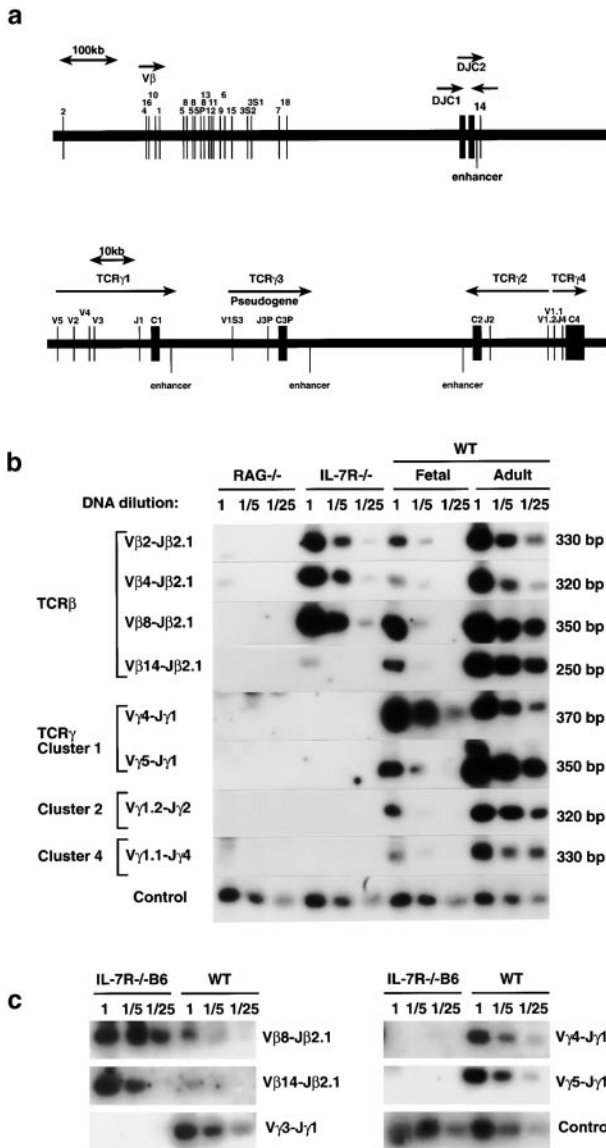 a
100kb
Vβ
DJC2
DJC1
13
6
10
8 8 8 11
3S1
16
18
2
4
1
5
55P12
9 15
3S2
7
14
enhancer
10kb
TCRγ1
TCRγ3
TCRγ2
TCRγ4
Pseudogene
V4
V1.1
V5 V2
V3
J1 C1
V1S3
J3P C3P
C2 J2
V1.2J4 C4
enhancer
enhancer
enhancer
b
WT
RAG-/-
IL-7R-/-
Fetal
Adult
DNA dilution:
1 1/5 1/25
1 1/5 1/25
1 1/5 1/25
1 1/5 1/25
Vβ2-Jβ2.1
330 bp
Vβ4-Jβ2.1
320 bp
TCRβ
Vβ8-Jβ2.1
350 bp
Vβ14-Jβ2.1
250 bp
Vγ4-Jγ1
370 bp
TCRγ
Cluster 1
Vγ5-Jγ1
350 bp
Cluster 2
Vγ1.2-Jγ2
320 bp
Cluster 4
Vγ1.1-Jγ4
330 bp
Control
c
IL-7R-/-B6
WT
1 1/5 1/25
1 1/5 1/25
Vβ8-Jβ2.1
Vβ14-Jβ2.1
Vγ3-Jγ1
IL-7R-/-B6
WT
1 1/5 1/25
1 1/5 1/25
Vγ4-Jγ1
Vγ5-Jγ1
Control